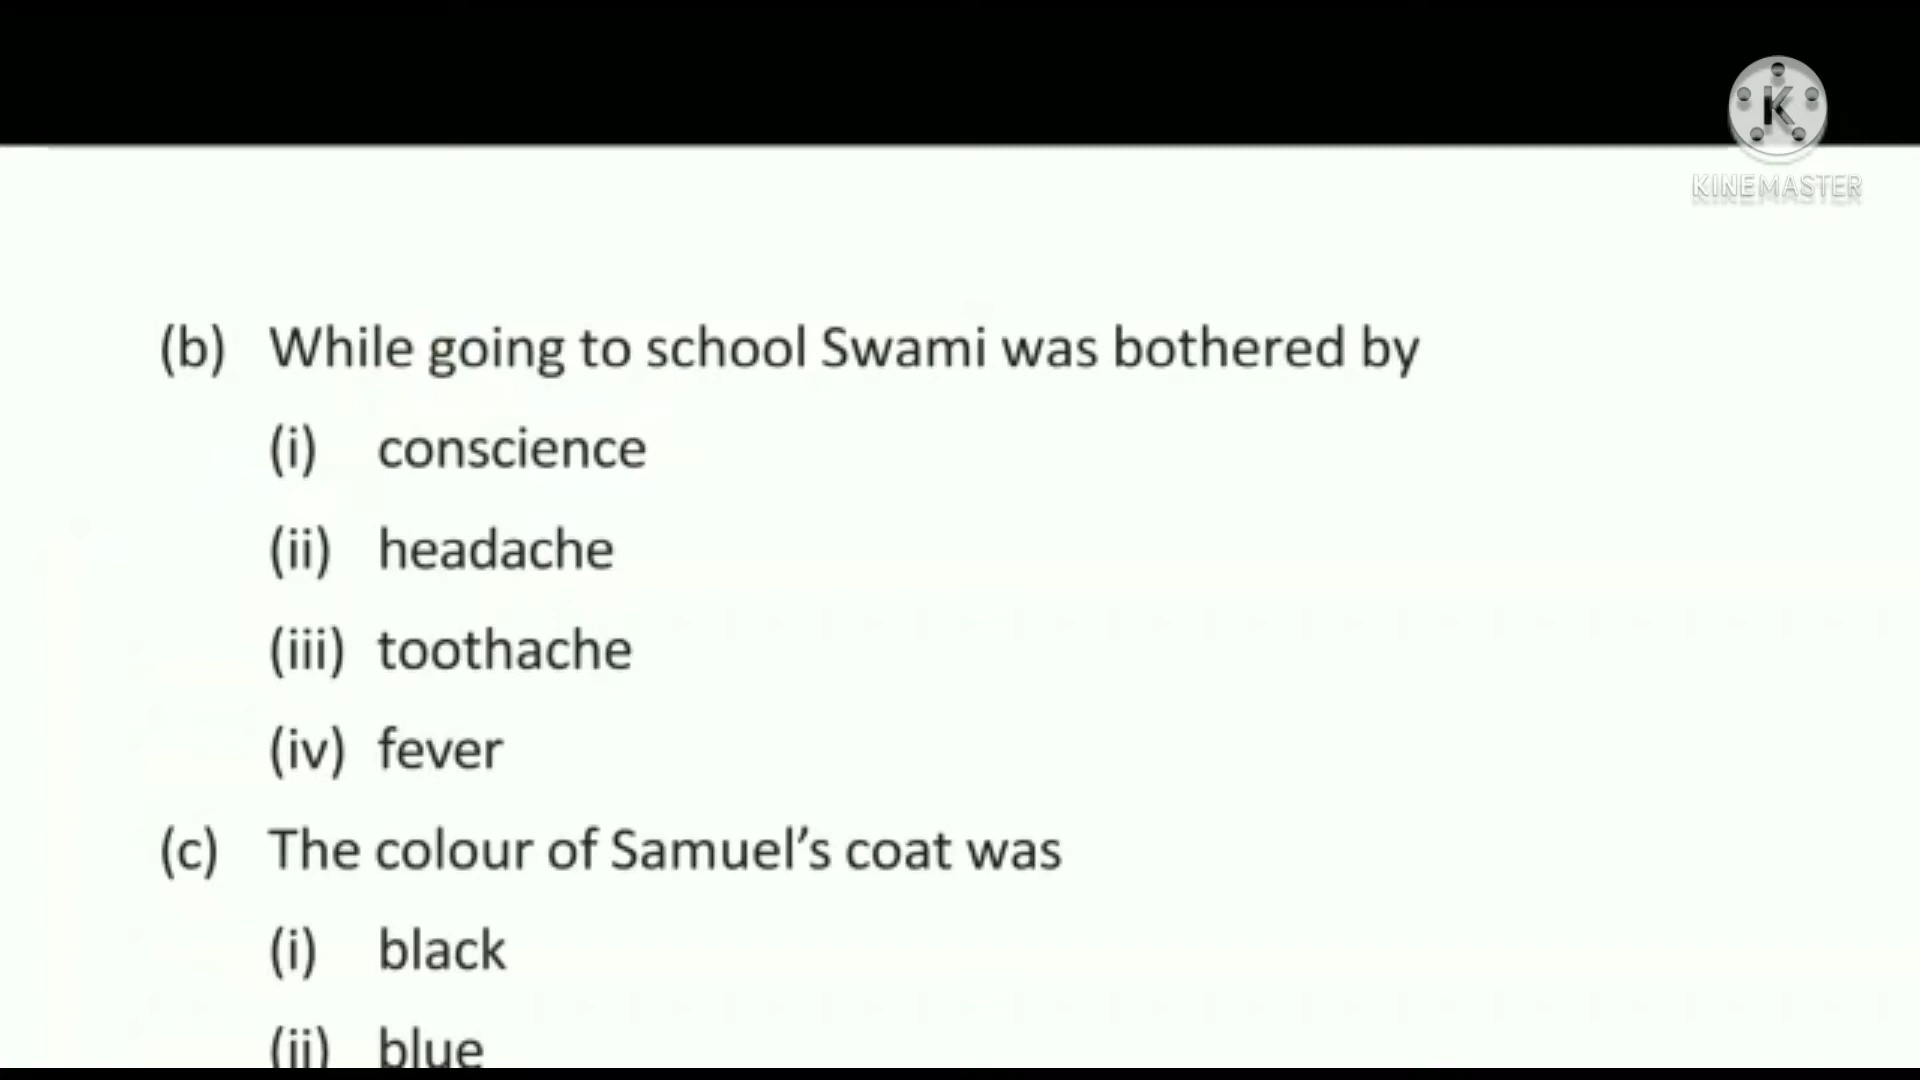 K
KINEMASTER
(b) While going to school Swami was bothered by
(i) conscience
(ii) headache
(iii) toothache
(iv) fever
(c) The colour of Samuel’s coat was
(i) black
(ii) blue